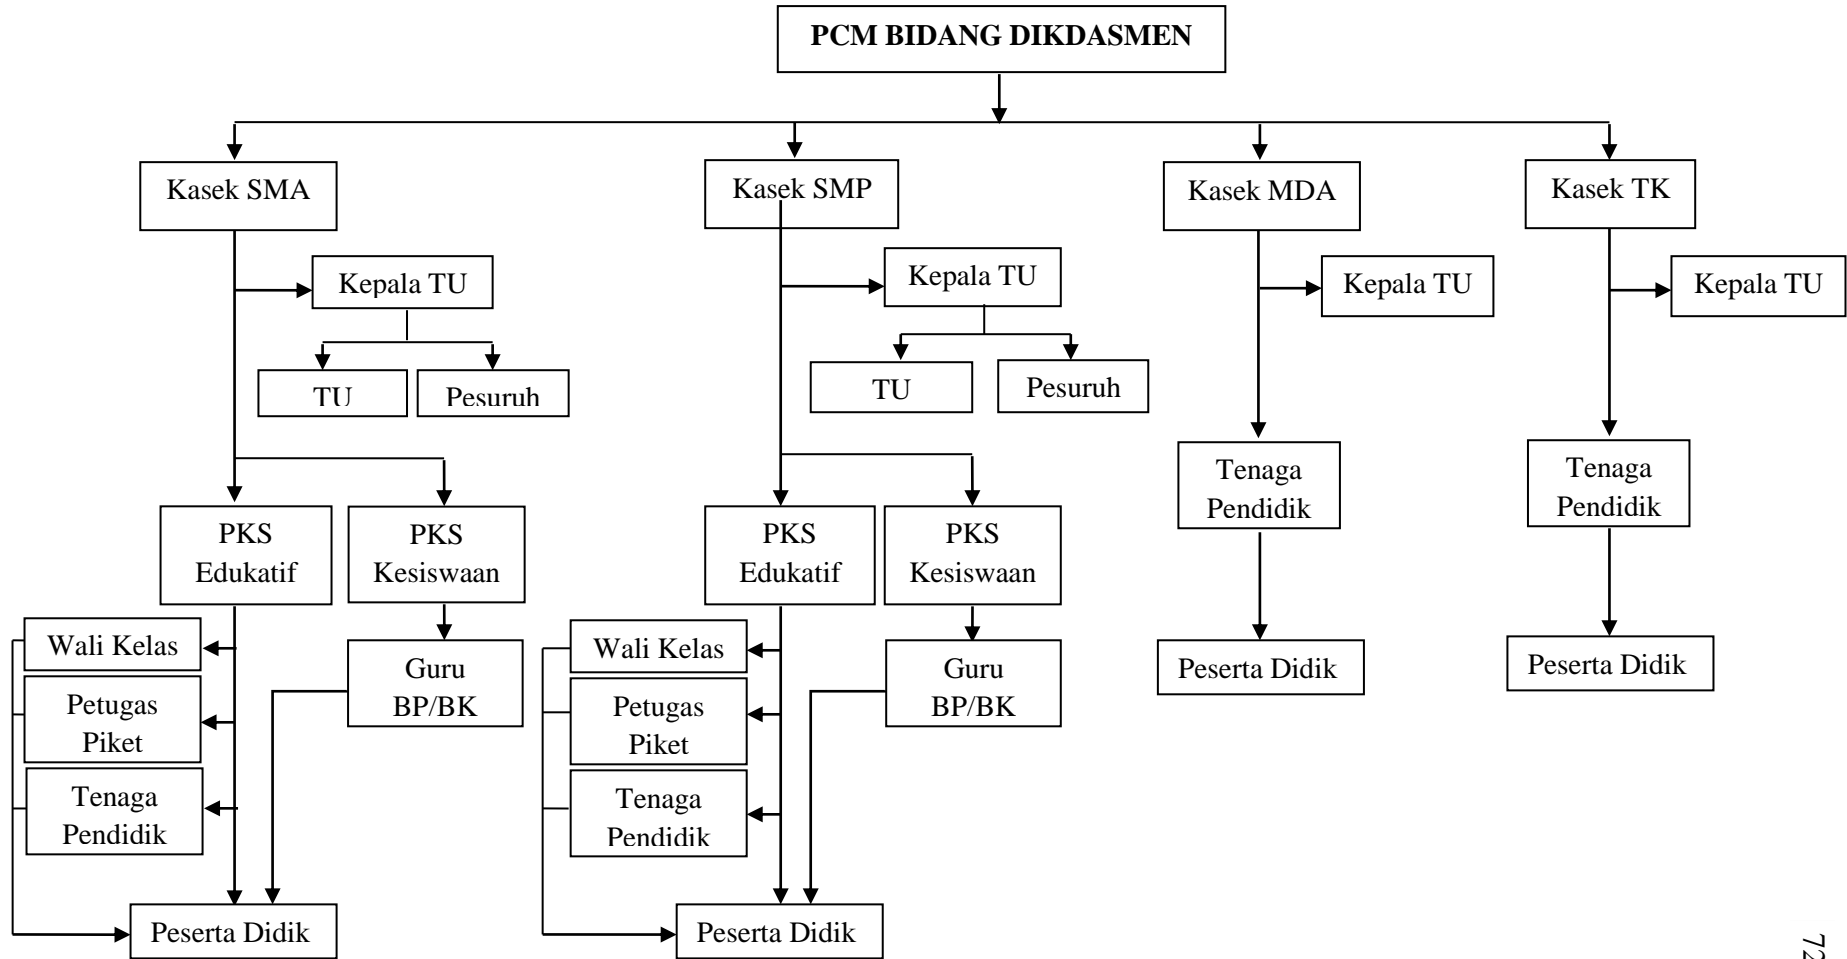 PCM BIDANG DIKDASMEN
Kasek SMA
Kasek SMP
Kasek MDA
Kasek TK
Kepala TU
Kepala TU
Kepala TU
Kepala TU
TU
Pesuruh
TU
Pesuruh
Tenaga
Pendidik
Tenaga
Pendidik
PKS
Edukatif
PKS
Kesiswaan
PKS
Edukatif
PKS
Kesiswaan
Wali Kelas
Petugas
Piket
Tenaga
Pendidik
Guru
BP/BK
Wali Kelas
Petugas
Piket
Tenaga
Pendidik
Guru
BP/BK
Peserta Didik
Peserta Didik
Peserta Didik
Peserta Didik
72